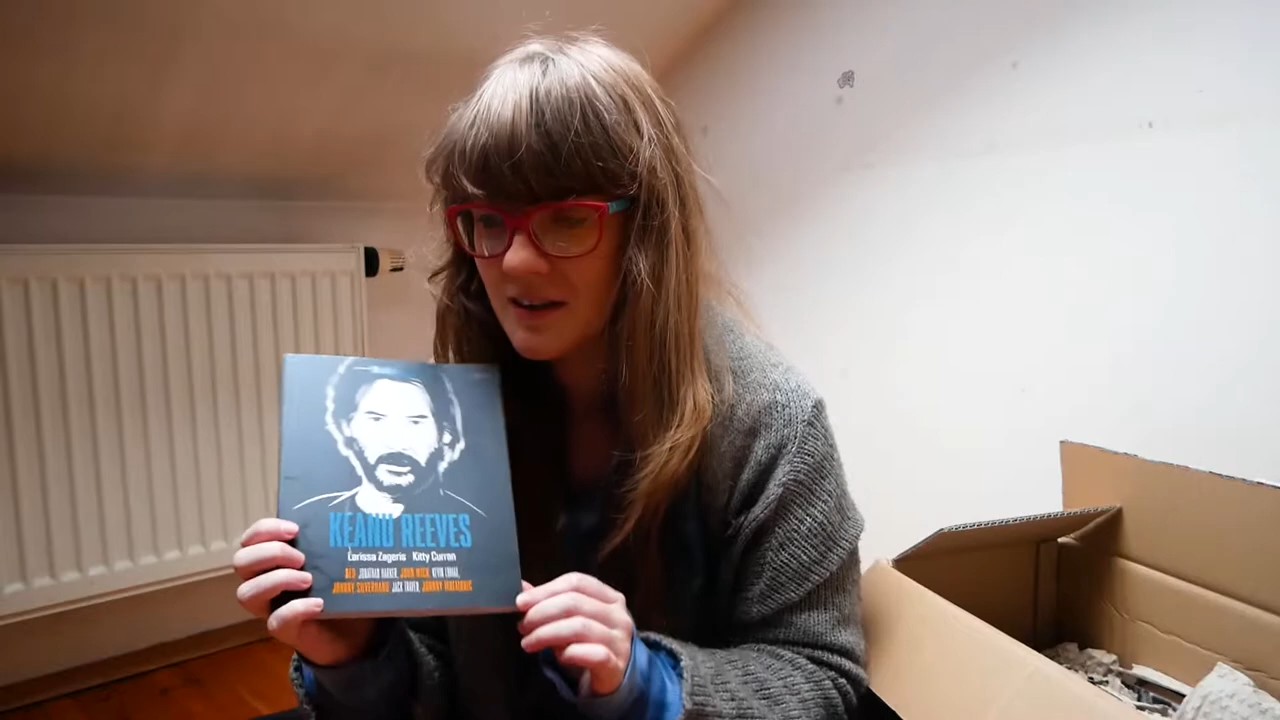 KEANU REEVES
Larissa Zageris Kitty Curran
NEO, JONATHAN HARKER, JOHN WICK, KEVIN LOMAX,
JOHNNY SILVERHAND, JACK TRAVEN, JOHNNY MNEMONIC